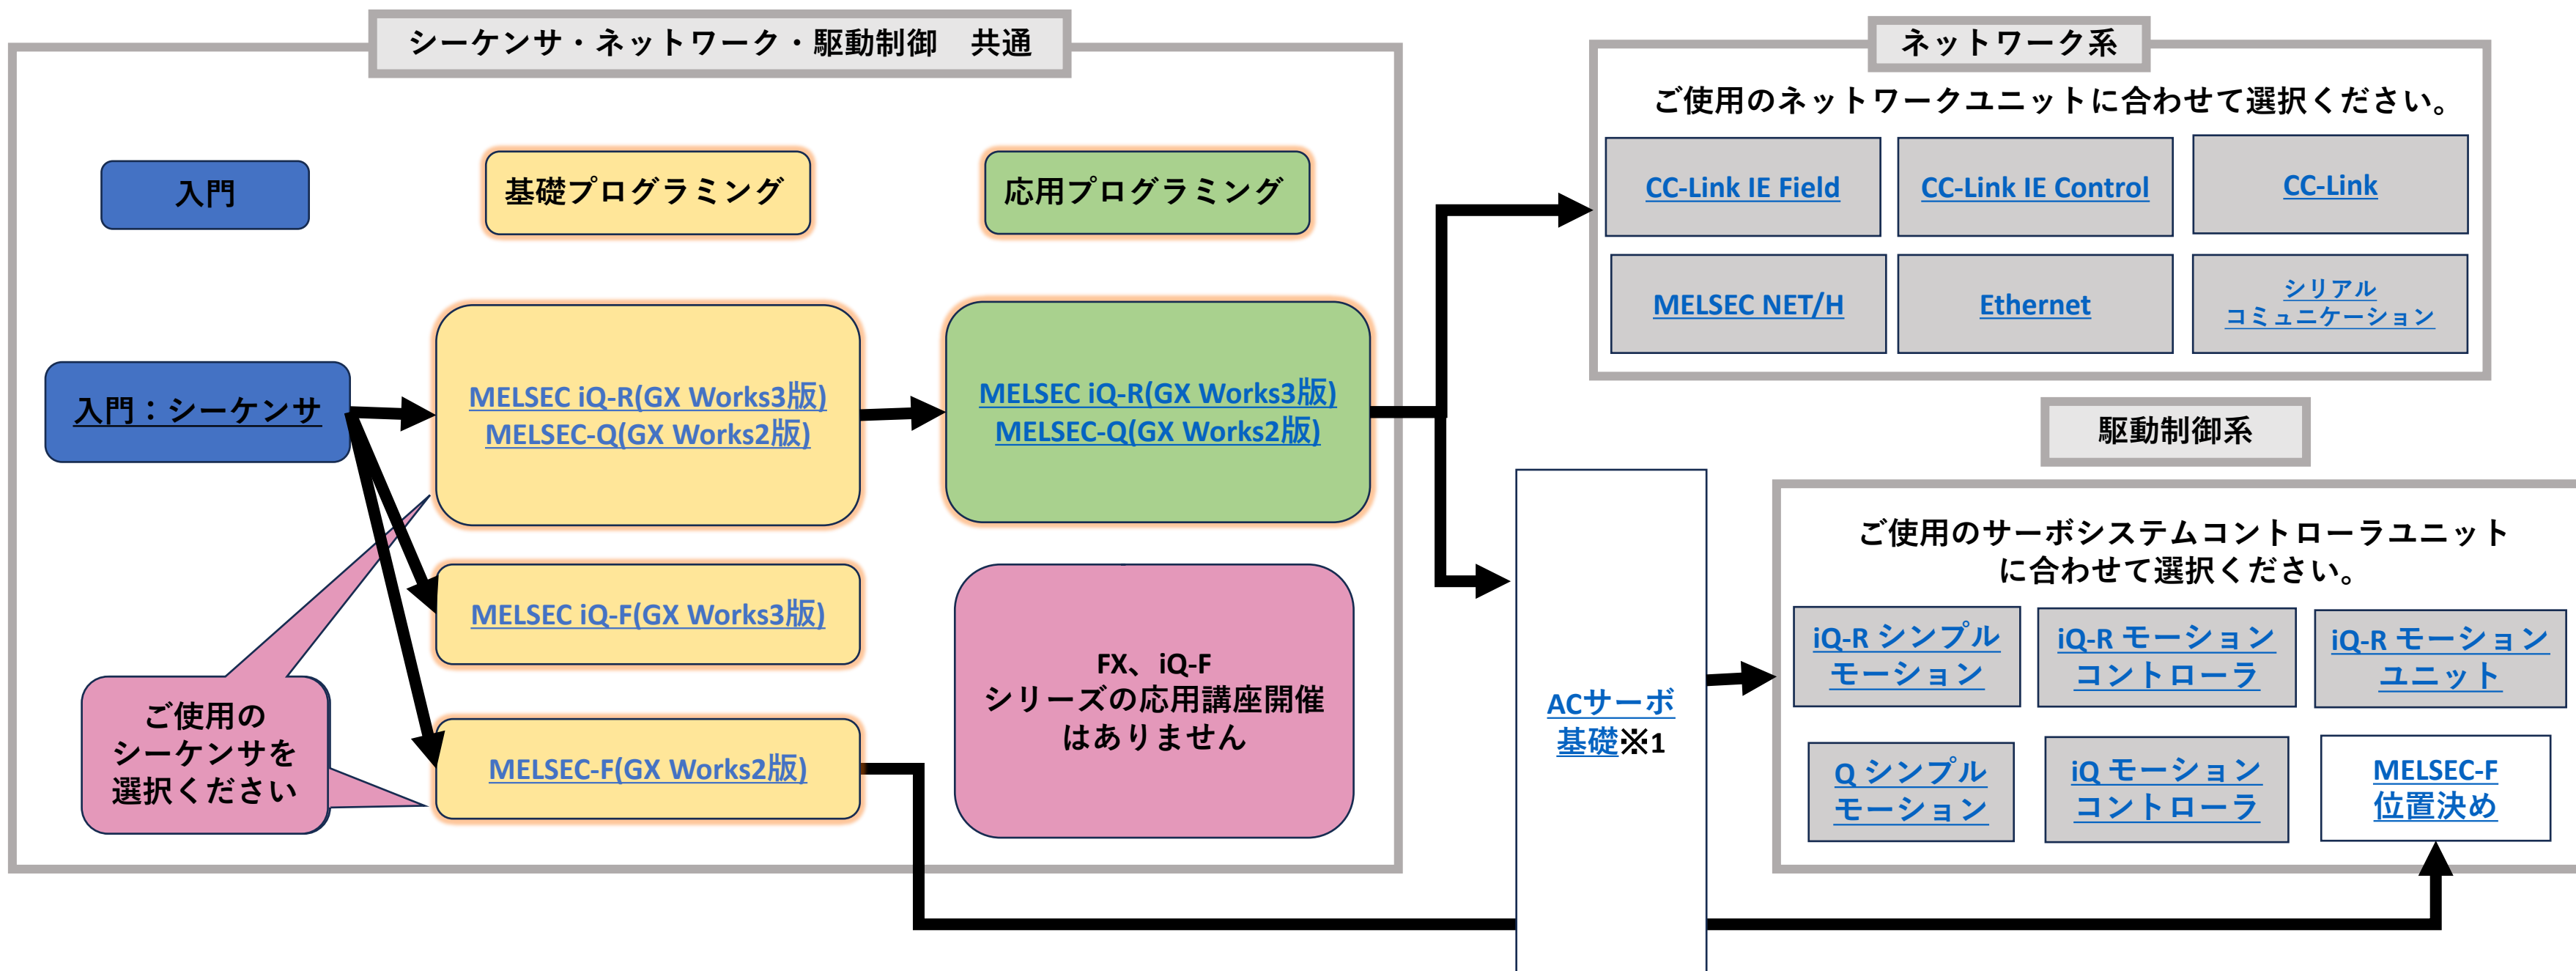 シーケンサ・ネットワーク・駆動制御　共通
入門
基礎プログラミング
応用プログラミング
入門：シーケンサ
MELSEC iQ-R(GX Works3版)
MELSEC-Q(GX Works2版)
MELSEC iQ-R(GX Works3版)
MELSEC-Q(GX Works2版)
MELSEC iQ-F(GX Works3版)
MELSEC-F(GX Works2版)
ご使用の
シーケンサを
選択ください
FX、iQ-F
シリーズの応用講座開催
はありません
ネットワーク系
ご使用のネットワークユニットに合わせて選択ください。
CC-Link IE Field
CC-Link IE Control
CC-Link
MELSEC NET/H
Ethernet
シリアル
コミュニケーション
ACサーボ
基礎※1
駆動制御系
ご使用のサーボシステムコントローラユニット
に合わせて選択ください。
iQ-R シンプル
モーション
iQ-R モーション
コントローラ
iQ-R モーション
ユニット
Q シンプル
モーション
iQ モーション
コントローラ
MELSEC-F
位置決め